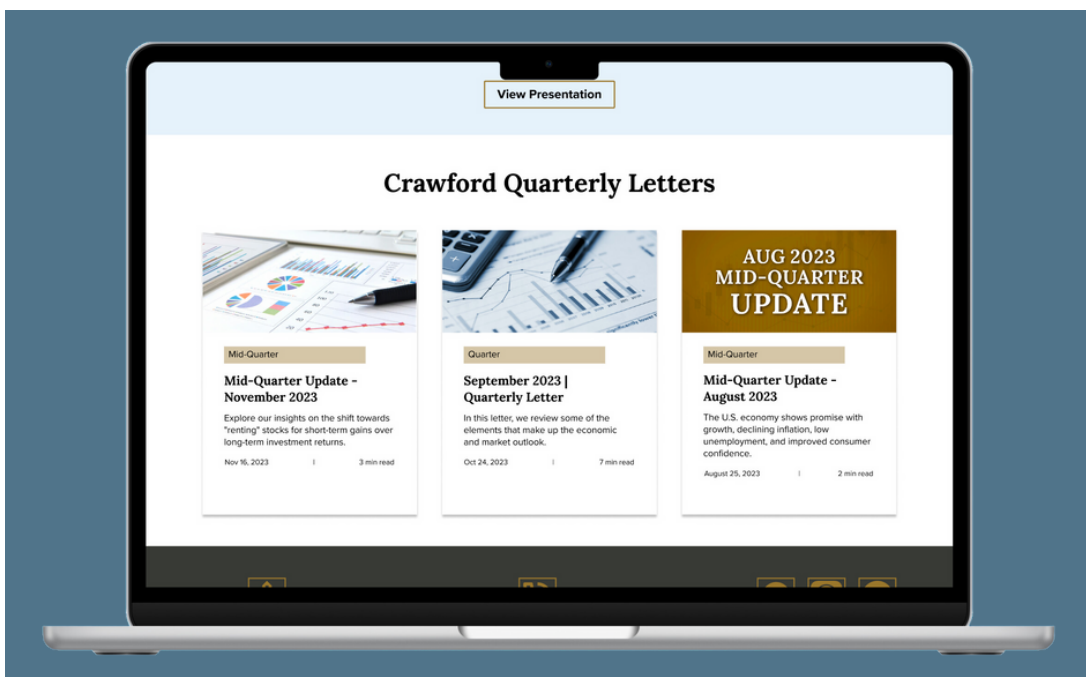 View Presentation
Crawford Quarterly Letters
AUG 2023
MID-QUARTER
UPDATE
Mid-Quarter
Mid-Quarter Update -
November 2023
Explore our insights on the shift towards
"renting" stocks for short-term gains over
long-term investment returns.
Nov 16, 2023 | 3 min read
Quarter
September 2023 |
Quarterly Letter
In this letter, we review some of the
elements that make up the economic
and market outlook.
Oct 24, 2023 | 7 min read
Mid-Quarter
Mid-Quarter Update -
August 2023
The U.S. economy shows promise with
growth, declining inflation, low
unemployment, and improved consumer
confidence.
August 25, 2023 | 2 min read